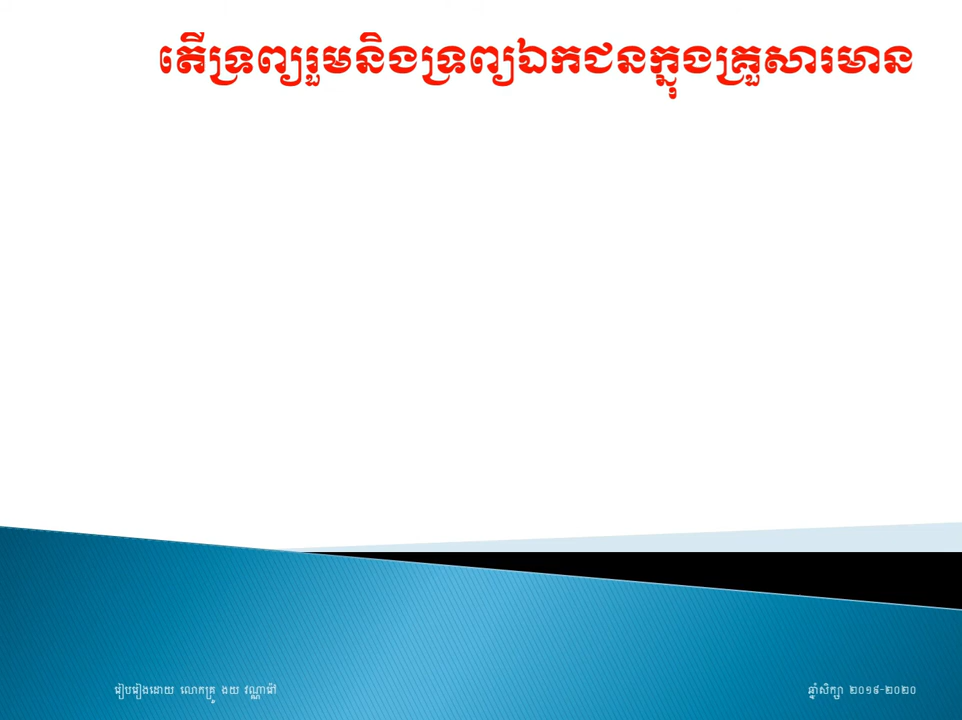 តើទ្រព្យរួមនិងទ្រព្យឯកជនក្នុងគ្រួសារមាន
រៀបរៀងដោយ លោកគ្រូ ងយ វណ្ណារ៉ៅ
ឆ្នាំសិក្សា ២០១៩-២០២០